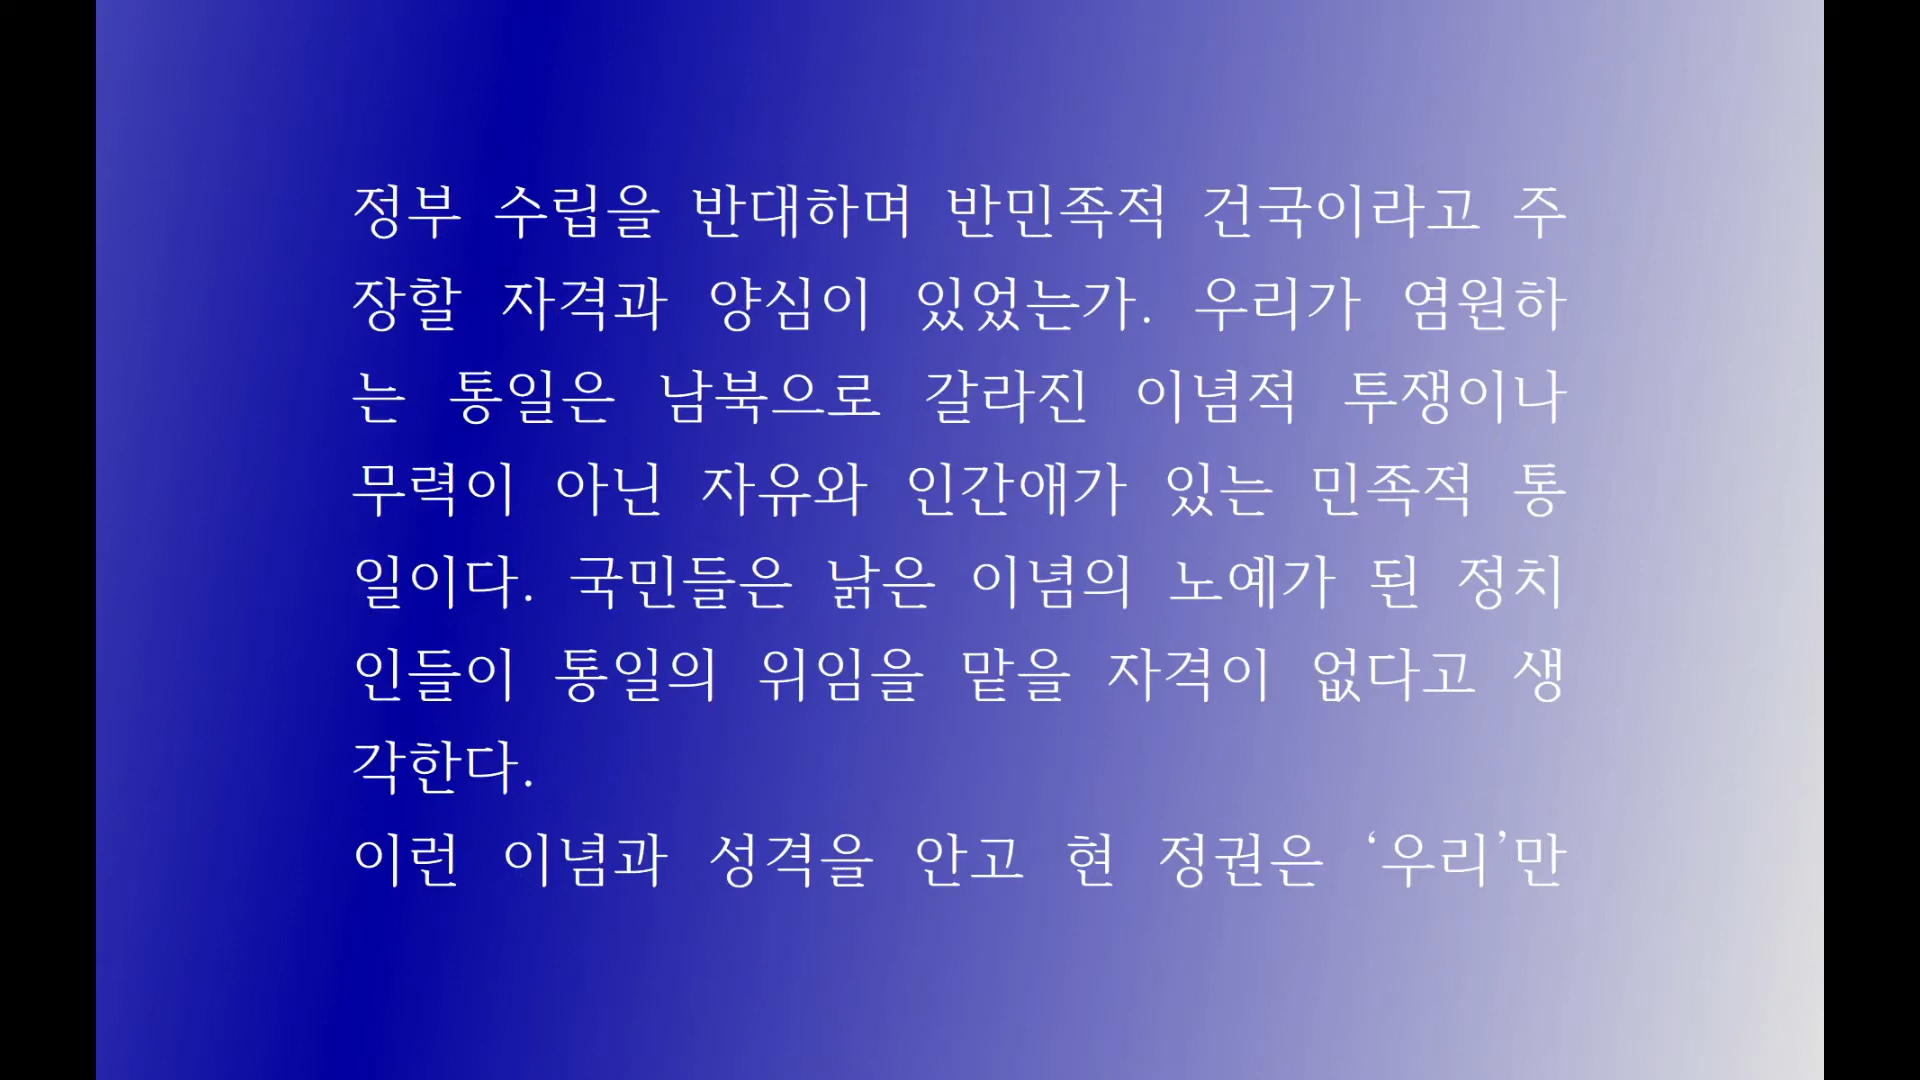 정부 수립을 반대하며 반민족적 건국이라고 주
장할 자격과 양심이 있었는가. 우리가 염원하
는 통일은 남북으로 갈라진 이념적 투쟁이나
무력이 아닌 자유와 인간애가 있는 민족적 통
일이다. 국민들은 낡은 이념의 노예가 된 정치
인들이 통일의 위임을 맡을 자격이 없다고 생
각한다.
이런 이념과 성격을 안고 현 정권은 ‘우리’만